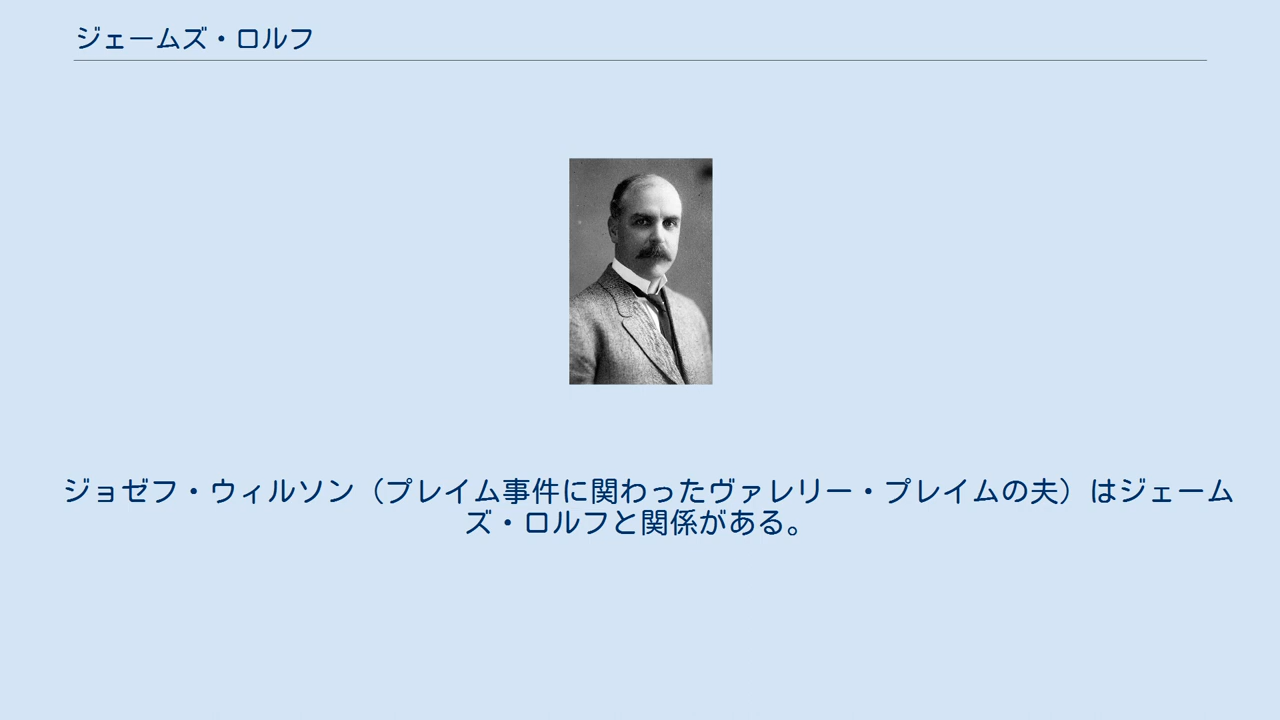 ジェームズ・ロルフ
ジョゼフ・ウィルソン（プレイム事件に関わったヴァレリー・プレイムの夫）はジェーム
ズ・ロルフと関係がある。